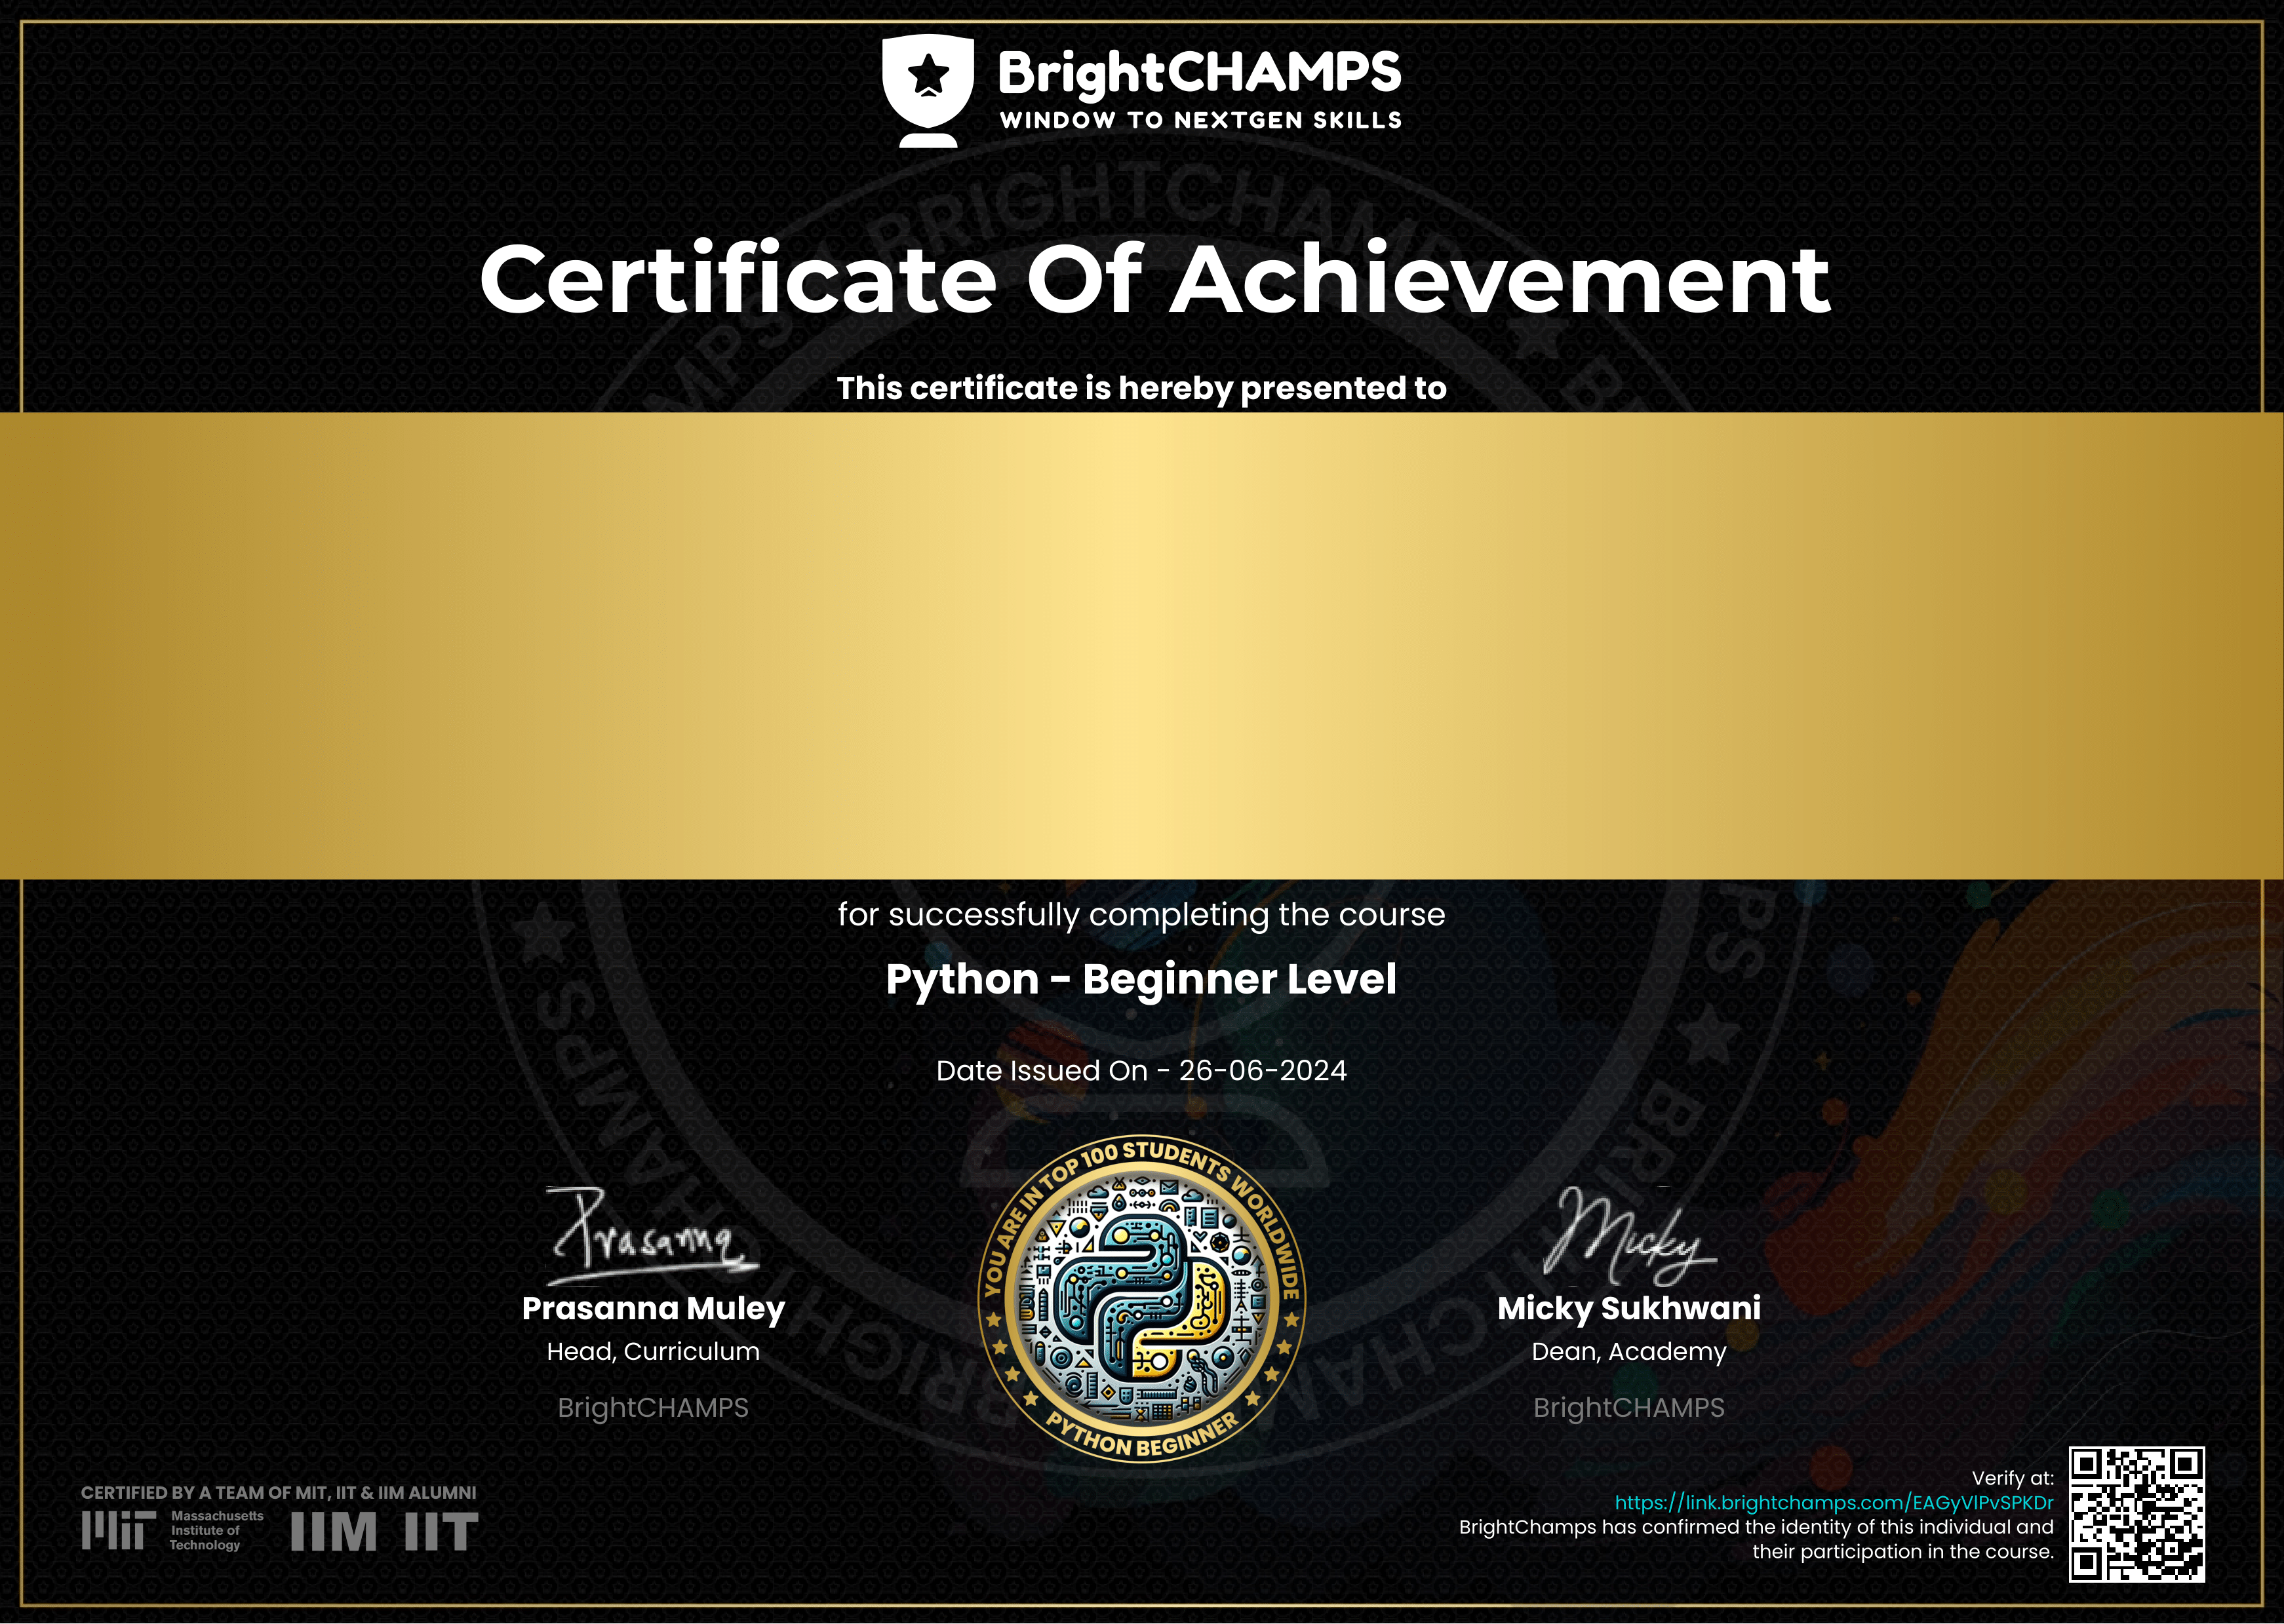 BrightCHAMPS
WINDOW TO NEXTGEN SKILLS
Certificate Of Achievement
This certificate is hereby presented to
for successfully completing the course
Python - Beginner Level
Date Issued On - 26-06-2024
YOU ARE IN TOP 100 STUDENTS WORLDWIDE
PYTHON BEGINNER
Prasanna
Prasanna Muley
Head, Curriculum
BrightCHAMPS
Micky
Micky Sukhwani
Dean, Academy
BrightCHAMPS
CERTIFIED BY A TEAM OF MIT, IIT & IIM ALUMNI
MIT Massachusetts
Institute of
Technology
IIM IIT
Verify at:
https://link.brightchamps.com/EAGyVlPvSPKDr
BrightChamps has confirmed the identity of this individual and
their participation in the course.